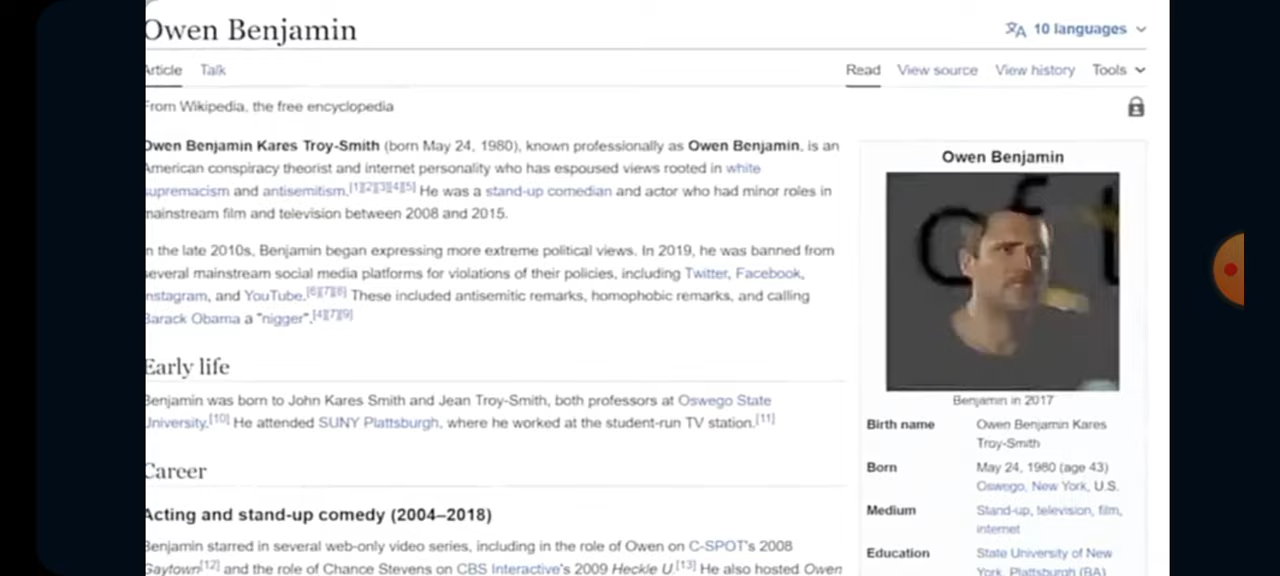 Owen Benjamin
10 languages
Article Talk
Read View source View history Tools
From Wikipedia, the free encyclopedia
Owen Benjamin Kares Troy-Smith (born May 24, 1980), known professionally as Owen Benjamin, is an
American conspiracy theorist and internet personality who has espoused views rooted in white
upremacism and antisemitism.[1][2][3][4][5] He was a stand-up comedian and actor who had minor roles in
mainstream film and television between 2008 and 2015.
n the late 2010s, Benjamin began expressing more extreme political views. In 2019, he was banned from
several mainstream social media platforms for violations of their policies, including Twitter, Facebook,
nstagram, and YouTube.[6][7][8] These included antisemitic remarks, homophobic remarks, and calling
Barack Obama a "nigger".[4][7][9]
Early life
Benjamin was born to John Kares Smith and Jean Troy-Smith, both professors at Oswego State
University.[10] He attended SUNY Plattsburgh, where he worked at the student-run TV station.[11]
Career
Acting and stand-up comedy (2004–2018)
Benjamin starred in several web-only video series, including in the role of Owen on C-SPOT's 2008
Gaytown[12] and the role of Chance Stevens on CBS Interactive's 2009 Heckle U.[13] He also hosted Owen
Owen Benjamin
Benjamin in 2017
Birth name Owen Benjamin Kares
Troy-Smith
Born May 24, 1980 (age 43)
Oswego, New York, U.S.
Medium Stand-up, television, film,
internet
Education State University of New
York, Plattsburgh (BA)